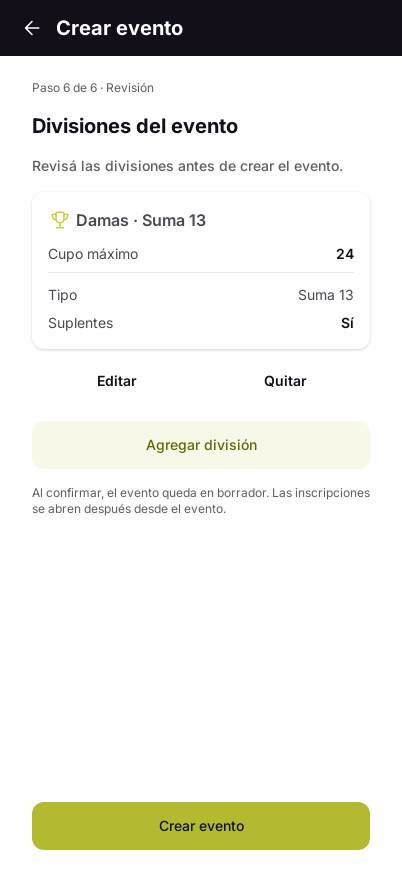 Crear evento
Paso 6 de 6 · Revisión
Divisiones del evento
Revisá las divisiones antes de crear el evento.
Damas · Suma 13
Cupo máximo 24
Tipo Suma 13
Suplentes Sí
Editar Quitar
Agregar división
Al confirmar, el evento queda en borrador. Las inscripciones
se abren después desde el evento.
Crear evento